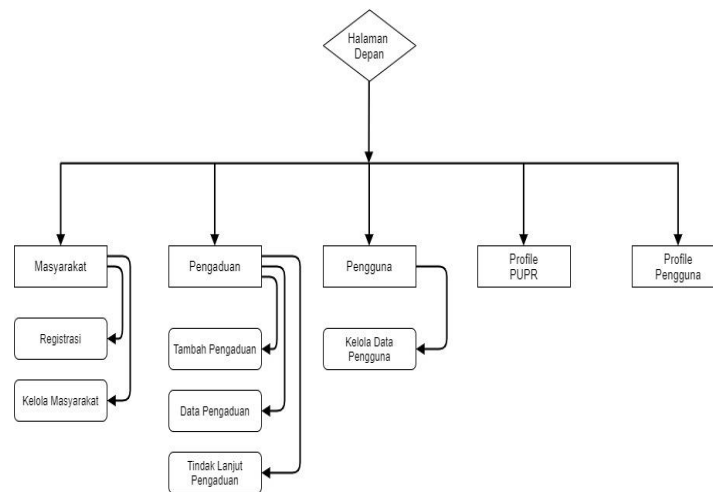 Halaman
Depan
Masyarakat
Pengaduan
Pengguna
Profile
PUPR
Profile
Pengguna
Registrasi
Tambah Pengaduan
Kelola Data
Pengguna
Kelola Masyarakat
Data Pengaduan
Tindak Lanjut
Pengaduan